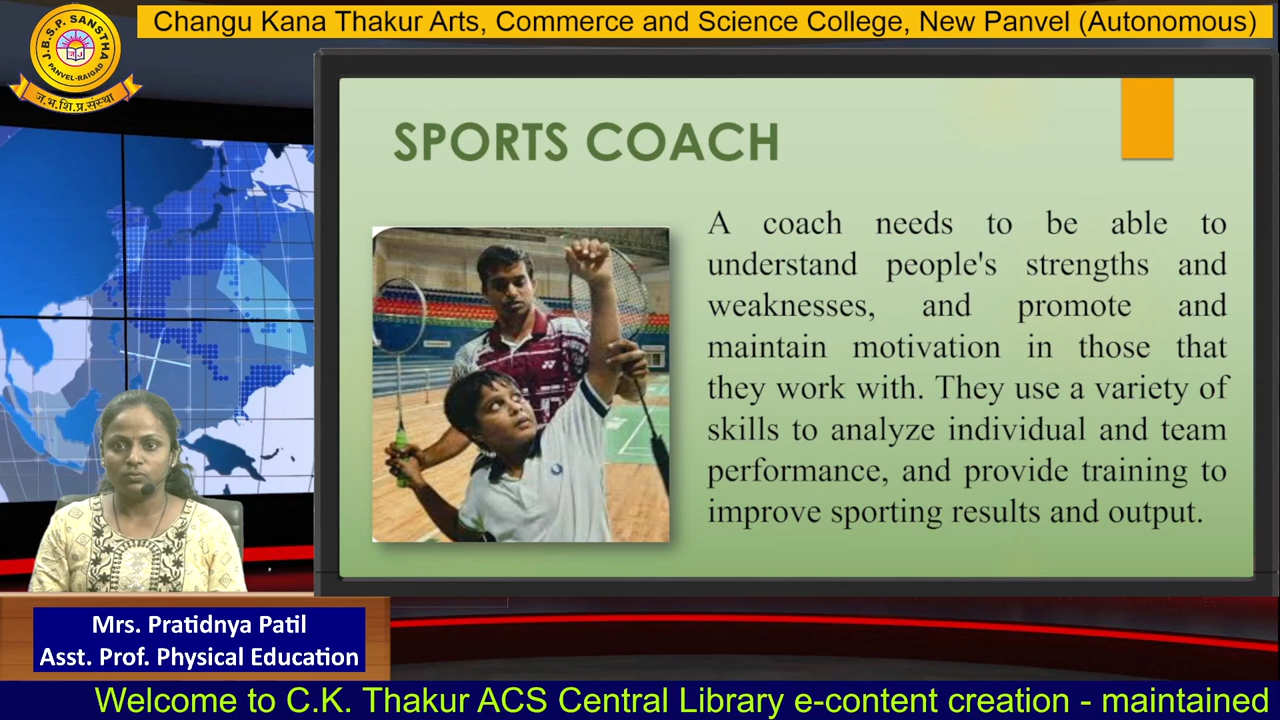 Changu Kana Thakur Arts, Commerce and Science College, New Panvel (Autonomous)
J.B.S.P. SANSTHA
PANVEL-RAIGAD
ज.भ.शि.प्र.संस्था
SPORTS COACH
A coach needs to be able to
understand people's strengths and
weaknesses, and promote and
maintain motivation in those that
they work with. They use a variety of
skills to analyze individual and team
performance, and provide training to
improve sporting results and output.
Mrs. Pratidnya Patil
Asst. Prof. Physical Education
Welcome to C.K. Thakur ACS Central Library e-content creation - maintained